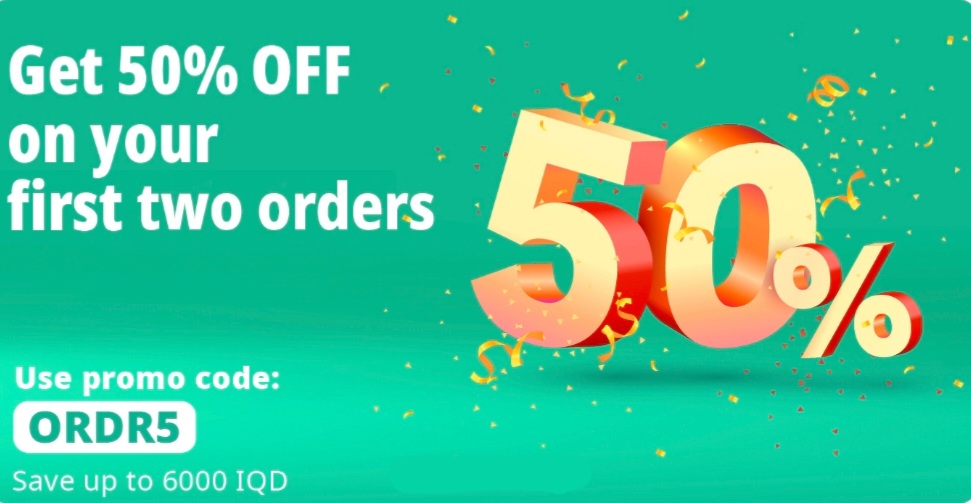 Get 50% OFF
on your
first two orders
50%
Use promo code:
ORDR5
Save up to 6000 IQD